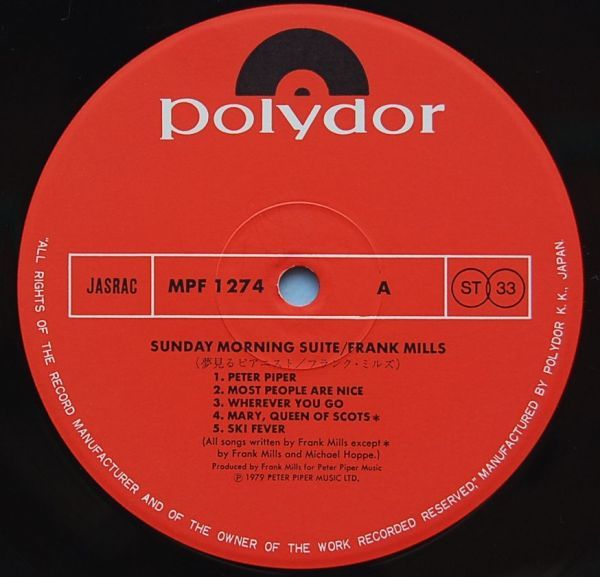 polydor
JASRAC MPF 1274 A ST 33
SUNDAY MORNING SUITE/FRANK MILLS
(夢見るピアニスト/フランク・ミルズ)
1. PETER PIPER
2. MOST PEOPLE ARE NICE
3. WHEREVER YOU GO
4. MARY, QUEEN OF SCOTS*
5. SKI FEVER
(All songs written by Frank Mills except*
by Frank Mills and Michael Hoppe.)
Produced by Frank Mills for Peter Piper Music
Ⓟ 1979 PETER PIPER MUSIC LTD.
"ALL RIGHTS OF THE RECORD MANUFACTURER AND OF THE OWNER OF THE WORK RECORDED RESERVED," MANUFACTURED BY POLYDOR K.K., JAPAN.